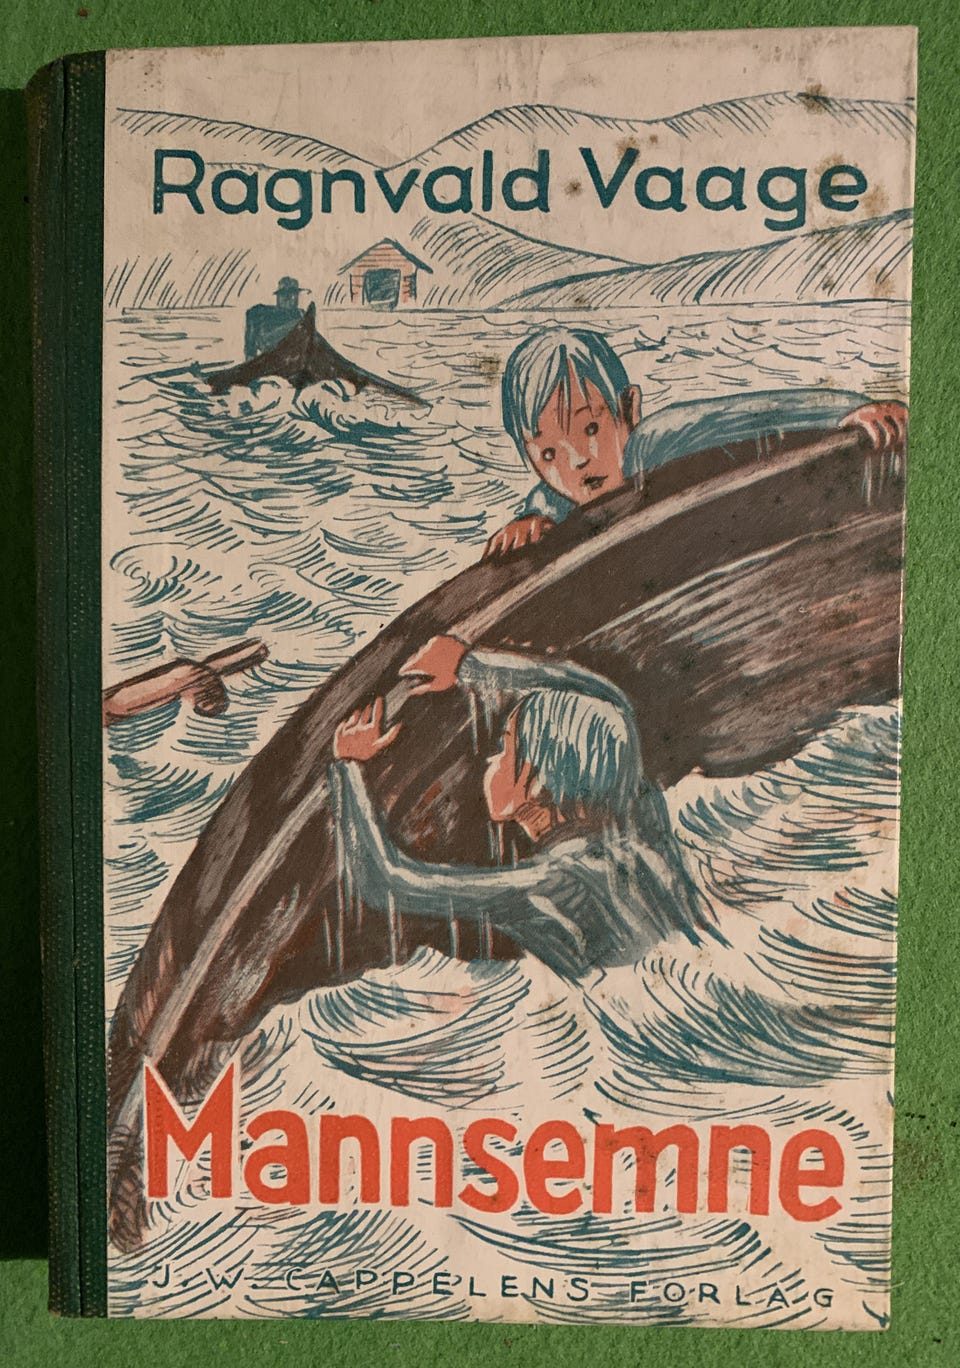 Ragnvald Vaage
Mannsemne
J. W. CAPPELENS FORLAG